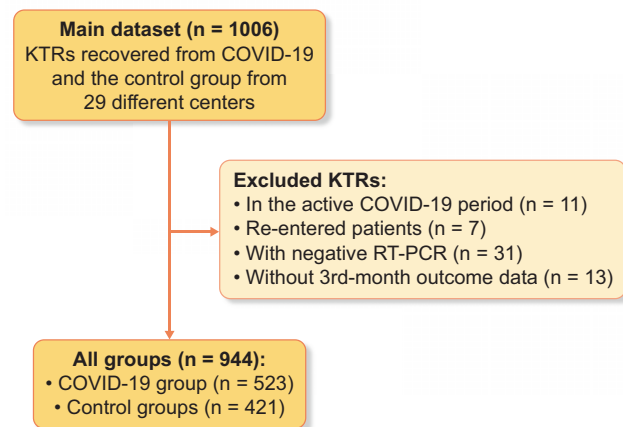 Main dataset (n = 1006)
KTRs recovered from COVID-19
and the control group from
29 different centers
Excluded KTRs:
• In the active COVID-19 period (n = 11)
• Re-entered patients (n = 7)
• With negative RT-PCR (n = 31)
• Without 3rd-month outcome data (n = 13)
All groups (n = 944):
• COVID-19 group (n = 523)
• Control groups (n = 421)